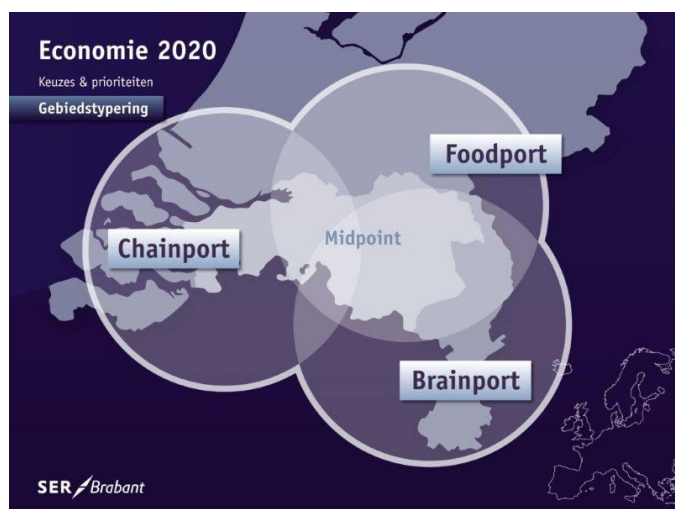 Economie 2020
Keuzes & prioriteiten
Gebiedstypering
Foodport
Midpoint
Chainport
Brainport
SER Brabant